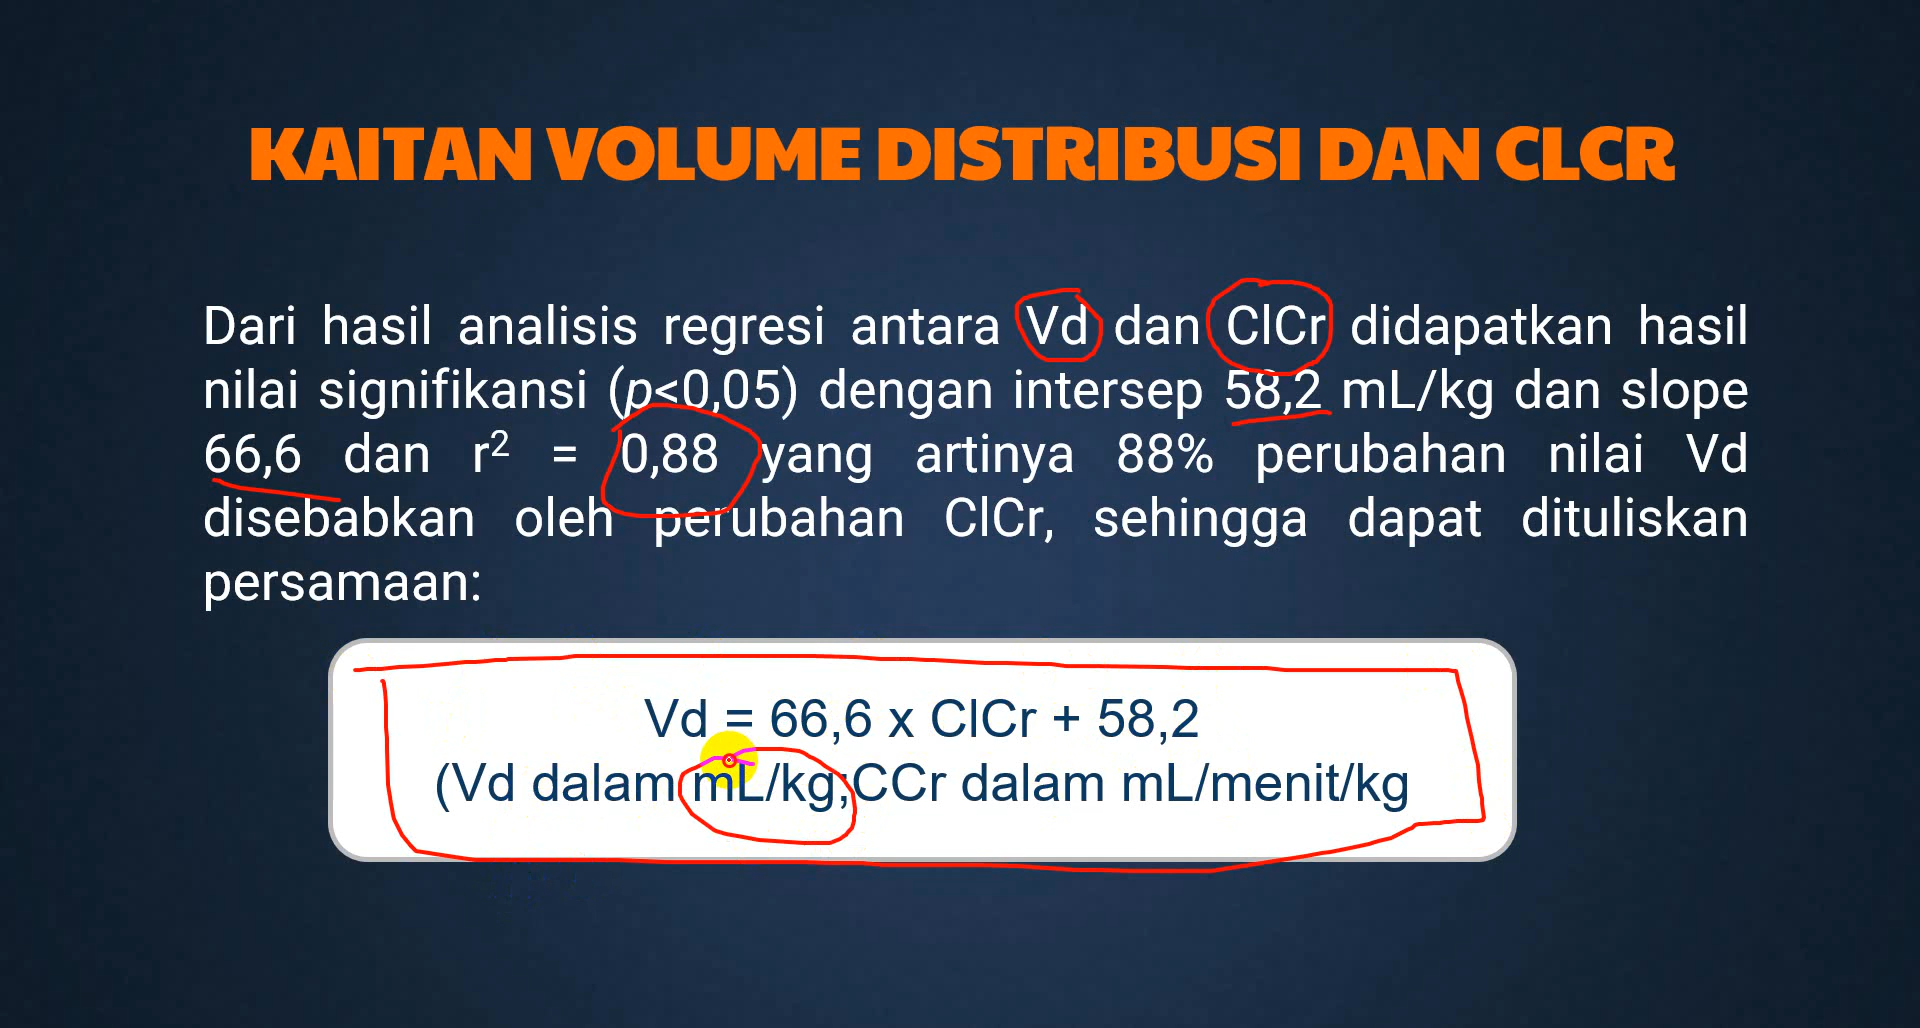 KAITAN VOLUME DISTRIBUSI DAN CLCR
Dari hasil analisis regresi antara Vd dan ClCr didapatkan hasil
nilai signifikansi (p<0,05) dengan intersep 58,2 mL/kg dan slope
66,6 dan r² = 0,88 yang artinya 88% perubahan nilai Vd
disebabkan oleh perubahan ClCr, sehingga dapat dituliskan
persamaan:
Vd = 66,6 x ClCr + 58,2
(Vd dalam mL/kg;CCr dalam mL/menit/kg